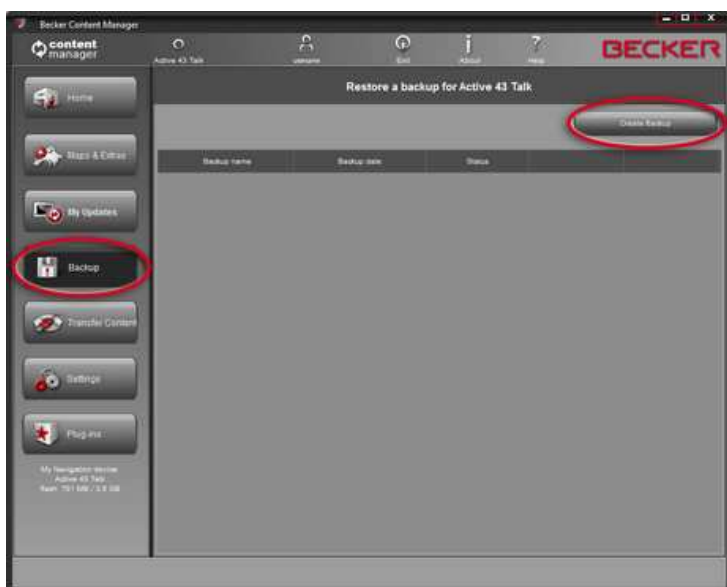 Becker Content Manager
content
manager
Active 43 Talk
username
Exit
About
Help
BECKER
Home
Restore a backup for Active 43 Talk
Create Backup
Maps & Extras
Backup name
Backup date
Status
My Updates
Backup
Transfer Content
Settings
Plug-ins
My Navigation device
Active 43 Talk